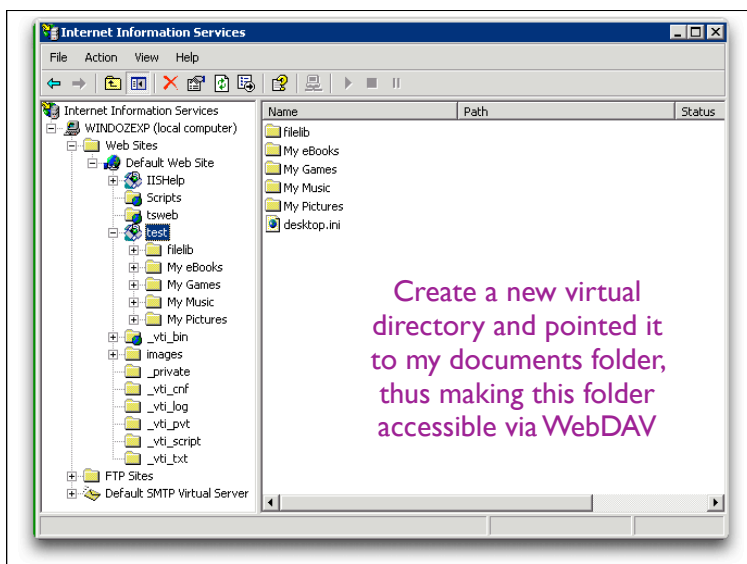 Internet Information Services
File Action View Help
Internet Information Services
WINDOZEXP (local computer)
Web Sites
Default Web Site
IISHelp
Scripts
tsweb
test
filelib
My eBooks
My Games
My Music
My Pictures
_vti_bin
images
_private
_vti_cnf
_vti_log
_vti_pvt
_vti_script
_vti_txt
FTP Sites
Default SMTP Virtual Server
Name Path Status
filelib
My eBooks
My Games
My Music
My Pictures
desktop.ini
Create a new virtual
directory and pointed it
to my documents folder,
thus making this folder
accessible via WebDAV